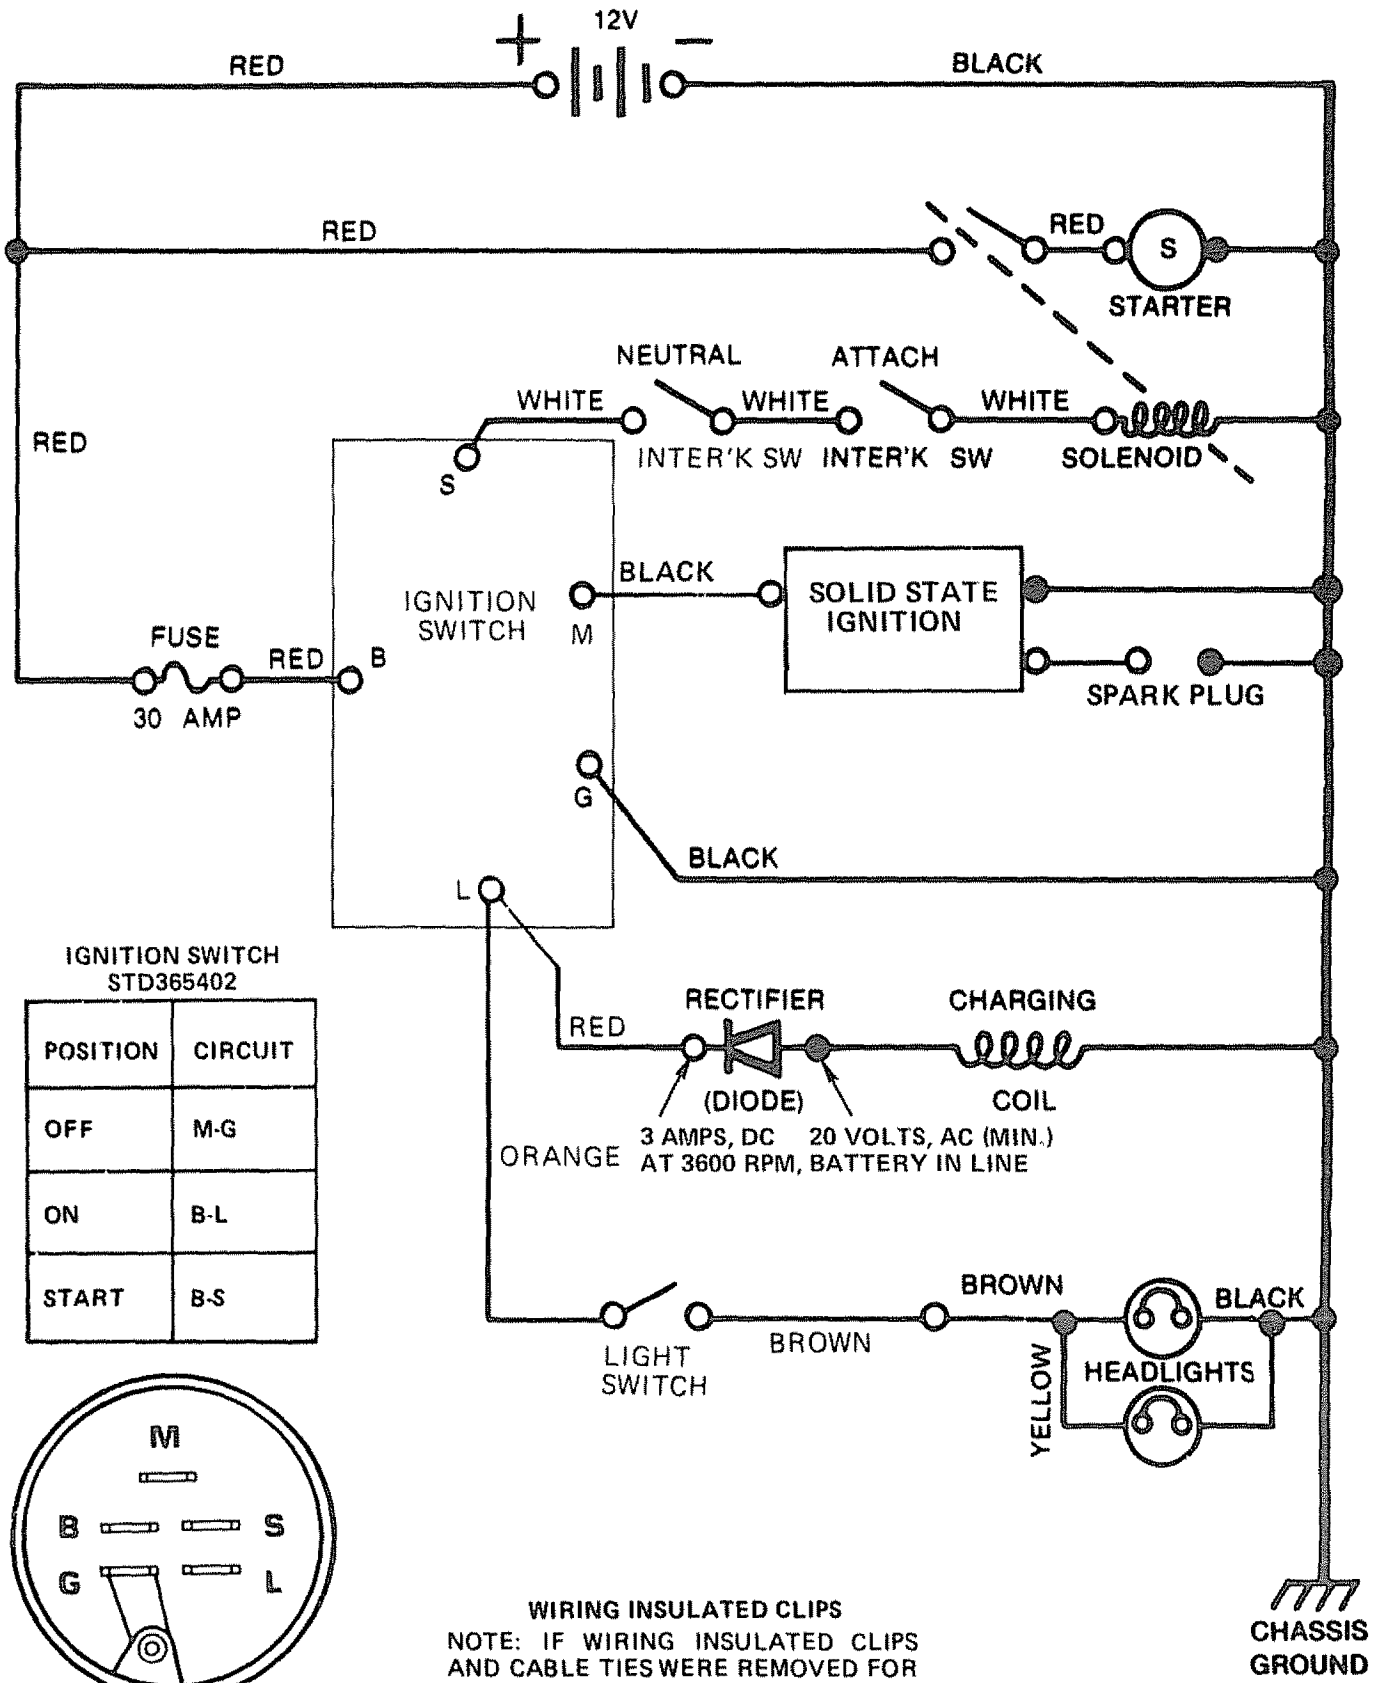 12V
+ −
RED
BLACK
RED
RED
S
STARTER
NEUTRAL
ATTACH
WHITE
WHITE
WHITE
RED
INTER'K SW
INTER'K SW
SOLENOID
S
IGNITION
SWITCH
BLACK
M
SOLID STATE
IGNITION
FUSE
RED
B
30 AMP
SPARK PLUG
G
BLACK
L
IGNITION SWITCH
STD365402
POSITION CIRCUIT
OFF M-G
ON B-L
START B-S
RED
RECTIFIER
CHARGING
(DIODE)
COIL
ORANGE
3 AMPS, DC 20 VOLTS, AC (MIN.)
AT 3600 RPM, BATTERY IN LINE
BROWN
BLACK
LIGHT
SWITCH
BROWN
YELLOW
HEADLIGHTS
M
B S
G L
WIRING INSULATED CLIPS
NOTE: IF WIRING INSULATED CLIPS
AND CABLE TIES WERE REMOVED FOR
CHASSIS
GROUND